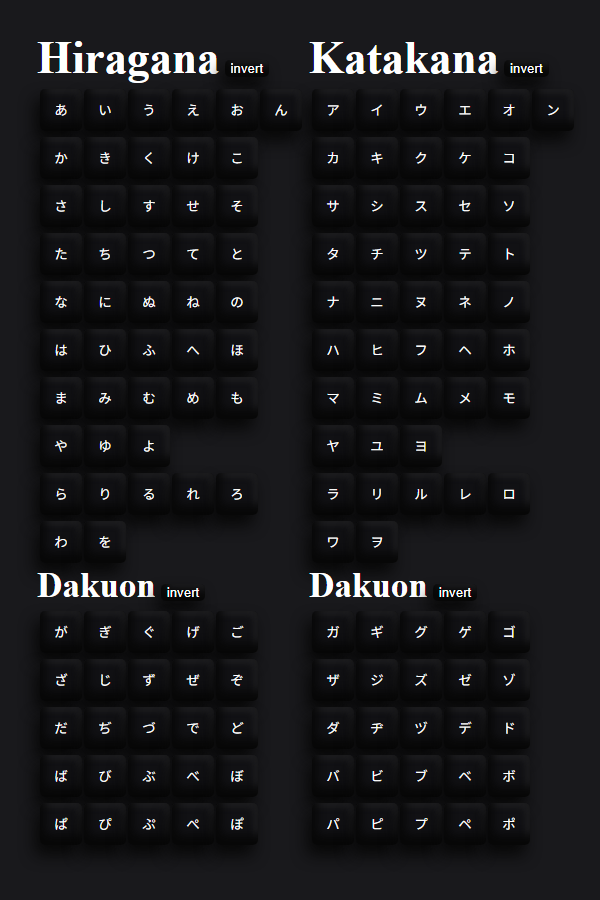 Hiragana invert
あ い う え お ん
か き く け こ
さ し す せ そ
た ち つ て と
な に ぬ ね の
は ひ ふ へ ほ
ま み む め も
や ゆ よ
ら り る れ ろ
わ を
Dakuon invert
が ぎ ぐ げ ご
ざ じ ず ぜ ぞ
だ ぢ づ で ど
ば び ぶ べ ぼ
ぱ ぴ ぷ ぺ ぽ
Katakana invert
ア イ ウ エ オ ン
カ キ ク ケ コ
サ シ ス セ ソ
タ チ ツ テ ト
ナ ニ ヌ ネ ノ
ハ ヒ フ ヘ ホ
マ ミ ム メ モ
ヤ ユ ヨ
ラ リ ル レ ロ
ワ ヲ
Dakuon invert
ガ ギ グ ゲ ゴ
ザ ジ ズ ゼ ゾ
ダ ヂ ヅ デ ド
バ ビ ブ ベ ボ
パ ピ プ ペ ポ